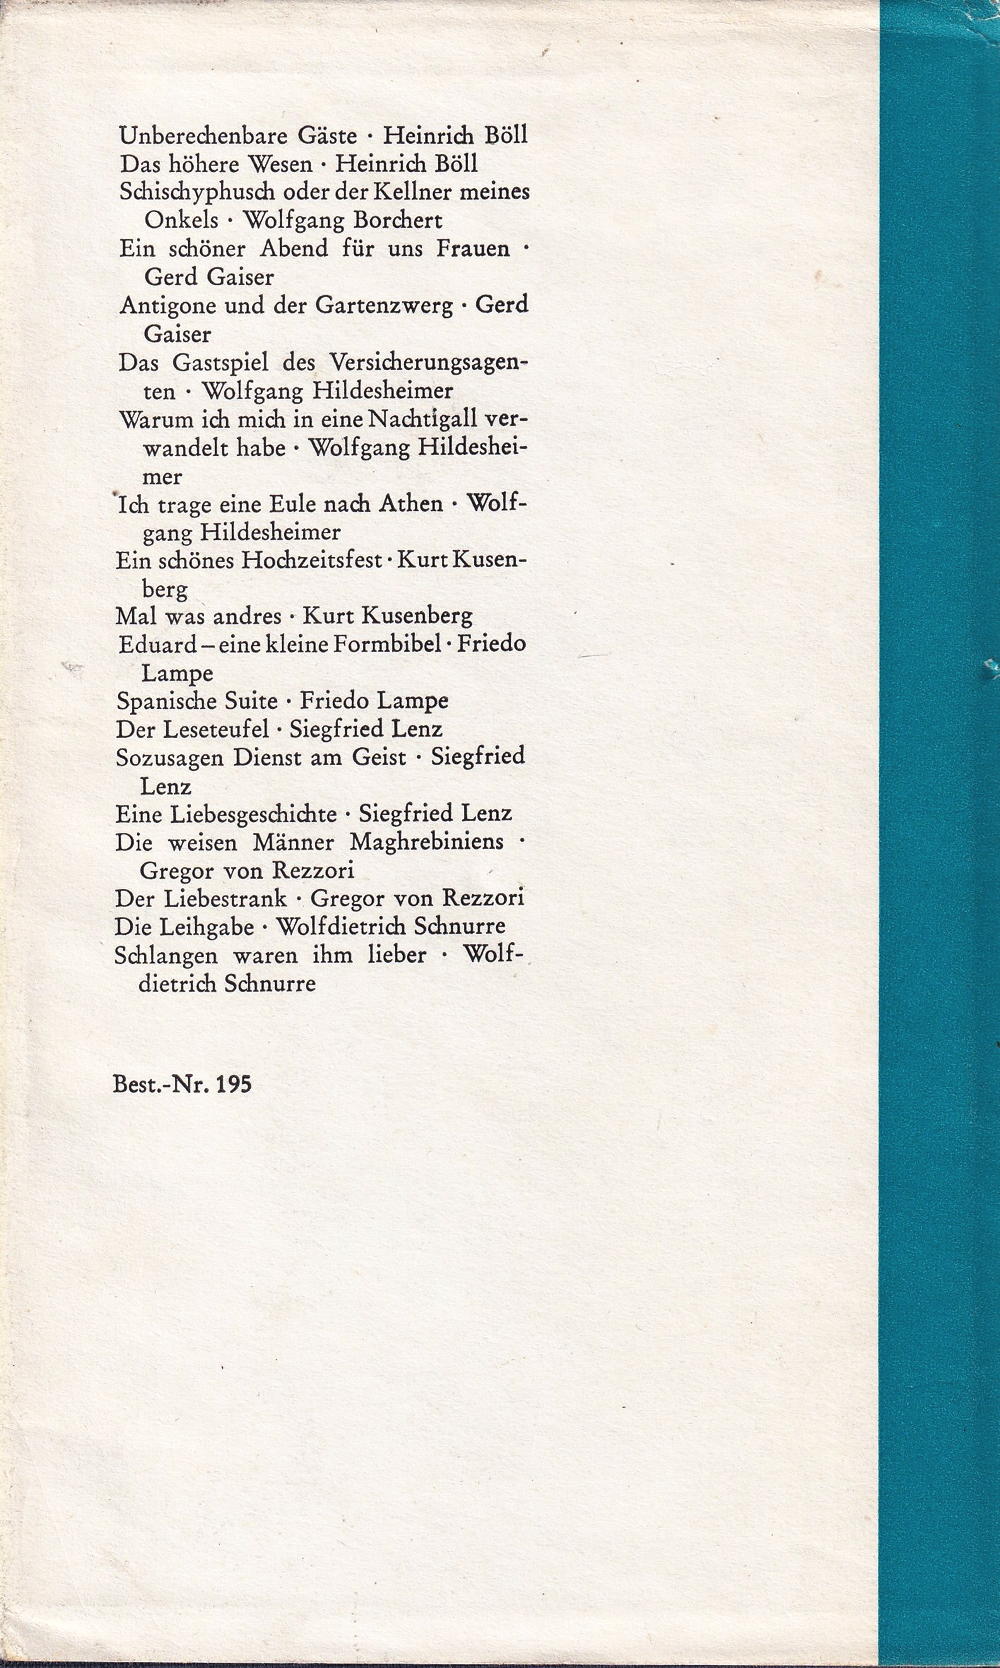 Unberechenbare Gäste · Heinrich Böll
Das höhere Wesen · Heinrich Böll
Schischyphusch oder der Kellner meines
Onkels · Wolfgang Borchert
Ein schöner Abend für uns Frauen ·
Gerd Gaiser
Antigone und der Gartenzwerg · Gerd
Gaiser
Das Gastspiel des Versicherungsagen-
ten · Wolfgang Hildesheimer
Warum ich mich in eine Nachtigall ver-
wandelt habe · Wolfgang Hildeshei-
mer
Ich trage eine Eule nach Athen · Wolf-
gang Hildesheimer
Ein schönes Hochzeitsfest · Kurt Kusen-
berg
Mal was andres · Kurt Kusenberg
Eduard – eine kleine Formbibel · Friedo
Lampe
Spanische Suite · Friedo Lampe
Der Leseteufel · Siegfried Lenz
Sozusagen Dienst am Geist · Siegfried
Lenz
Eine Liebesgeschichte · Siegfried Lenz
Die weisen Männer Maghrebiniens ·
Gregor von Rezzori
Der Liebestrank · Gregor von Rezzori
Die Leihgabe · Wolfdietrich Schnurre
Schlangen waren ihm lieber · Wolf-
dietrich Schnurre
Best.-Nr. 195